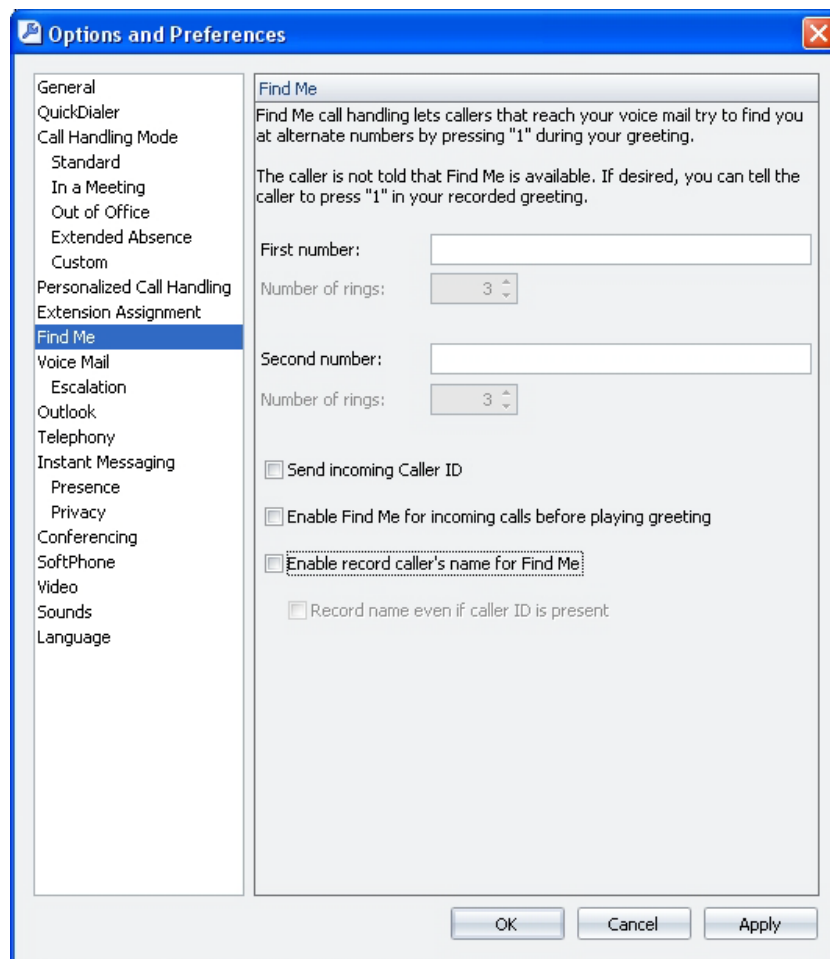 Options and Preferences
General
QuickDialer
Call Handling Mode
Standard
In a Meeting
Out of Office
Extended Absence
Custom
Personalized Call Handling
Extension Assignment
Find Me
Voice Mail
Escalation
Outlook
Telephony
Instant Messaging
Presence
Privacy
Conferencing
SoftPhone
Video
Sounds
Language
Find Me
Find Me call handling lets callers that reach your voice mail try to find you
at alternate numbers by pressing "1" during your greeting.
The caller is not told that Find Me is available. If desired, you can tell the
caller to press "1" in your recorded greeting.
First number:
Number of rings: 3
Second number:
Number of rings: 3
Send incoming Caller ID
Enable Find Me for incoming calls before playing greeting
Enable record caller's name for Find Me
Record name even if caller ID is present
OK Cancel Apply